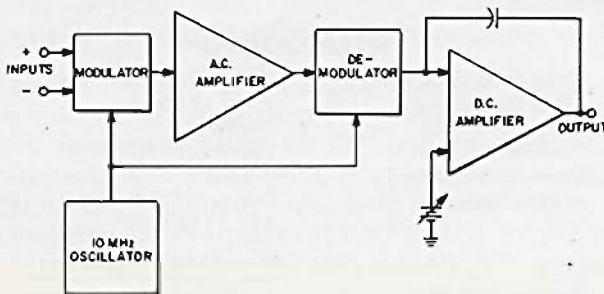 +
INPUTS
-
MODULATOR
A.C.
AMPLIFIER
DE-
MODULATOR
D.C.
AMPLIFIER
OUTPUT
10 MHz
OSCILLATOR